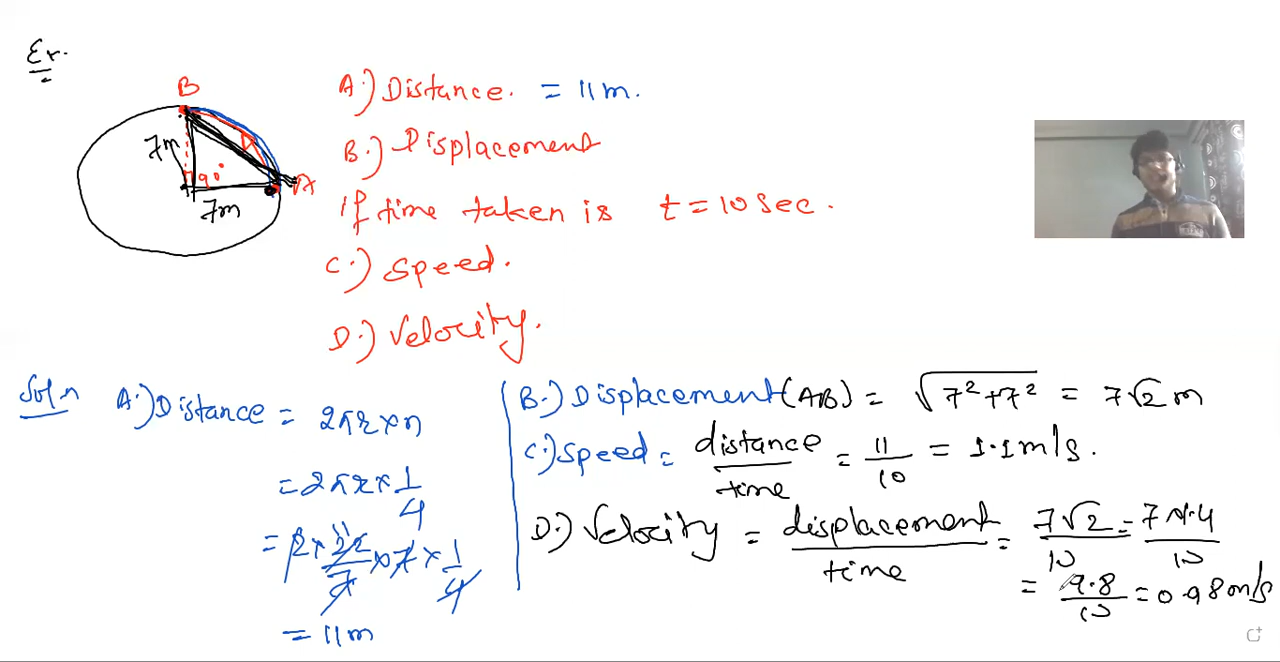 Ex.
B
7m
90°
A
7m
A.) Distance. = 11m.
B.) Displacement
If time taken is t = 10 sec.
C.) Speed.
D.) Velocity.
Soln A.) Distance = 2πr × n
= 2πr × 1/4
= 2 × 22/7 × 7 × 1/4
11
= 11m
B.) Displacement (AB) = √7²+7² = 7√2 m
C.) Speed = distance/time = 11/10 = 1.1 m/s.
D.) Velocity = displacement/time = 7√2/10 = 7×1.4/10
= 9.8/10 = 0.98 m/s